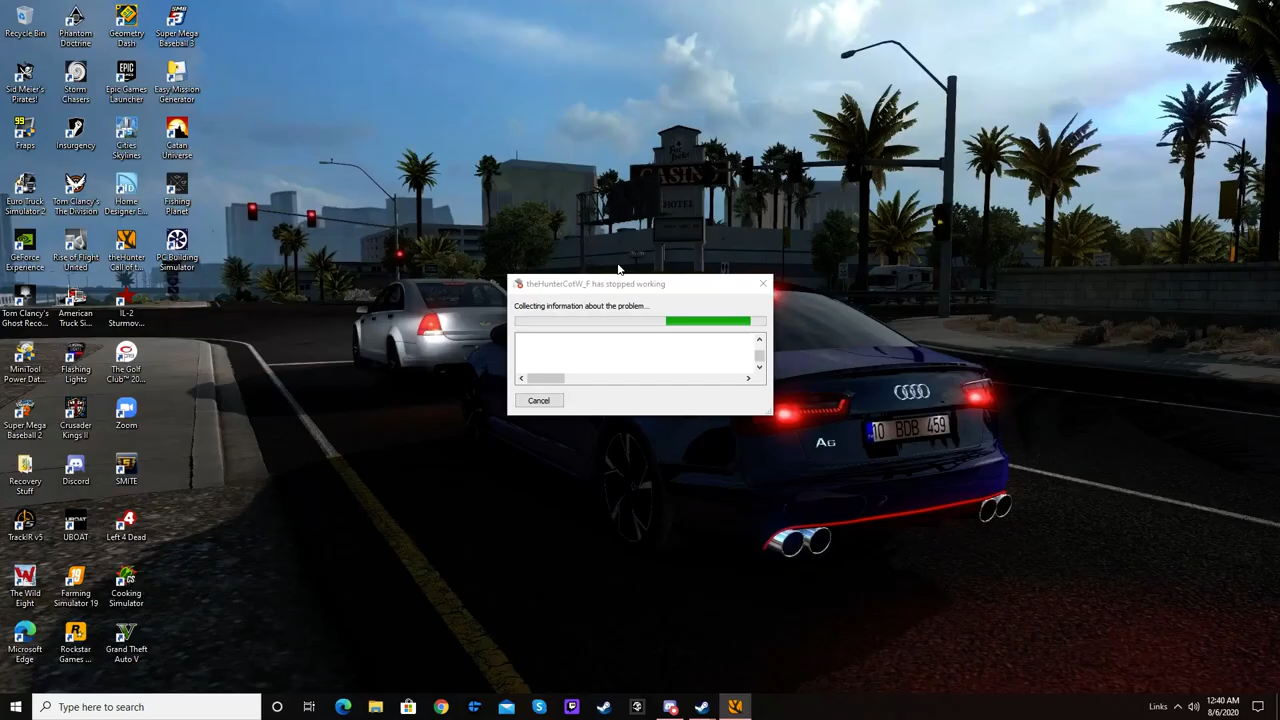 Recycle Bin
Phantom
Doctrine
Geometry
Dash
Super Mega
Baseball 3
Sid Meier's
Pirates!
Storm
Chasers
EPIC
Epic Games
Launcher
Easy Mission
Generator
99
Fraps
Insurgency
Cities
Skylines
Catan
Universe
Euro Truck
Simulator 2
Tom Clancy's
The Division
Home
Designer E...
Fishing
Planet
GeForce
Experience
Rise of Flight
United
theHunter
Call of t...
PC Building
Simulator
Tom Clancy's
Ghost Reco...
American
Truck Si...
IL-2
Sturmov...
MiniTool
Power Dat...
Flashing
Lights
The Golf
Club™ 20...
Super Mega
Baseball 2
Crusader
Kings II
Zoom
Recovery
Stuff
Discord
SMITE
TrackIR v5
UBOAT
UBOAT
Left 4 Dead
The Wild
Eight
19
Farming
Simulator 19
Cooking
Simulator
Microsoft
Edge
Rockstar
Games ...
Grand Theft
Auto V
CASINO
HOTEL
theHunterCotW_F has stopped working
Collecting information about the problem...
Cancel
A6
10 BDB 459
Type here to search
Links
12:40 AM
8/6/2020